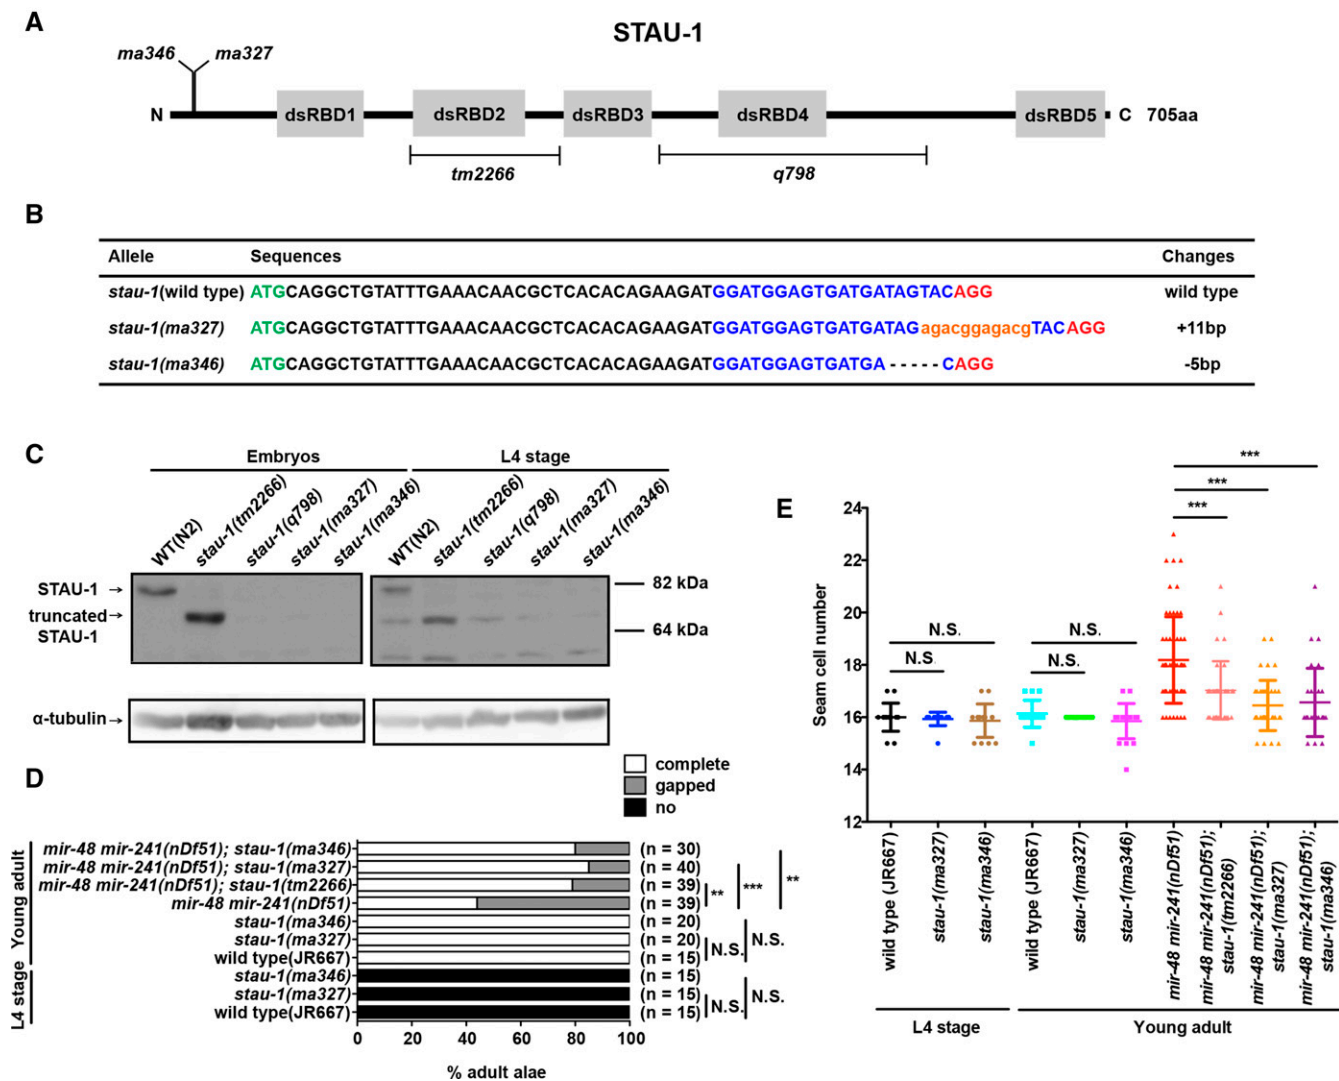 A
STAU-1
ma346 ma327
N dsRBD1 dsRBD2 dsRBD3 dsRBD4 dsRBD5 C 705aa
tm2266 q798
B
Allele Sequences Changes
stau-1(wild type) ATGCAGGCTGTATTTGAAACAACGCTCACACAGAAGATGGATGGAGTGATGATAGTACAGG wild type
stau-1(ma327) ATGCAGGCTGTATTTGAAACAACGCTCACACAGAAGATGGATGGAGTGATGATAGagacggagacgTACAGG +11bp
stau-1(ma346) ATGCAGGCTGTATTTGAAACAACGCTCACACAGAAGATGGATGGAGTGATGA-----CAGG -5bp
C
Embryos L4 stage
WT(N2) stau-1(tm2266) stau-1(q798) stau-1(ma327) stau-1(ma346) WT(N2) stau-1(tm2266) stau-1(q798) stau-1(ma327) stau-1(ma346)
STAU-1 → 82 kDa
truncated → STAU-1 64 kDa
α-tubulin →
D
complete
gapped
no
Young adult
mir-48 mir-241(nDf51); stau-1(ma346) (n = 30)
mir-48 mir-241(nDf51); stau-1(ma327) (n = 40)
mir-48 mir-241(nDf51); stau-1(tm2266) (n = 39)
mir-48 mir-241(nDf51) (n = 39)
** *** **
stau-1(ma346) (n = 20)
stau-1(ma327) (n = 20)
wild type(JR667) (n = 15)
N.S. N.S.
L4 stage
stau-1(ma346) (n = 15)
stau-1(ma327) (n = 15)
wild type(JR667) (n = 15)
N.S. N.S.
0 20 40 60 80 100
% adult alae
E
Seam cell number
24
22
20
18
16
14
12
N.S.
N.S.
N.S.
N.S.
***
***
***
wild type (JR667)
stau-1(ma327)
stau-1(ma346)
wild type (JR667)
stau-1(ma327)
stau-1(ma346)
mir-48 mir-241(nDf51)
mir-48 mir-241(nDf51);
stau-1(tm2266)
mir-48 mir-241(nDf51);
stau-1(ma327)
mir-48 mir-241(nDf51);
stau-1(ma346)
L4 stage Young adult